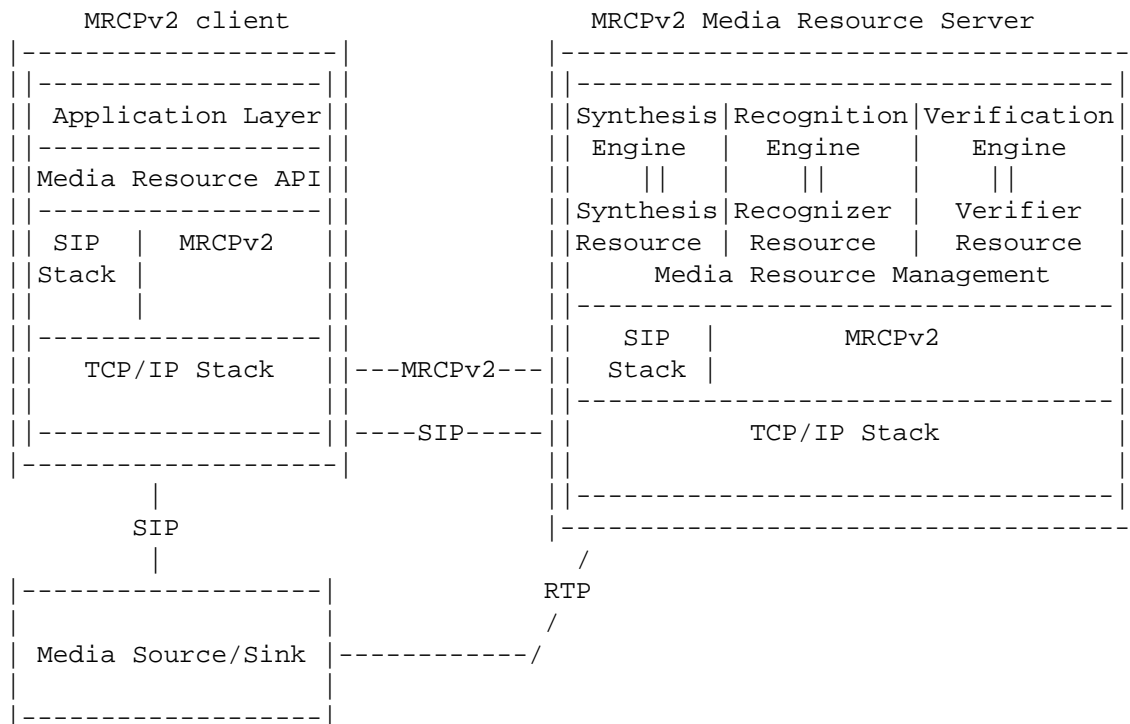 MRCPv2 client MRCPv2 Media Resource Server
Application Layer Synthesis Recognition Verification
Engine Engine Engine
Media Resource API
Synthesis Recognizer Verifier
SIP MRCPv2 Resource Resource Resource
Stack Media Resource Management
SIP MRCPv2
TCP/IP Stack MRCPv2 Stack
SIP TCP/IP Stack
SIP
RTP
Media Source/Sink